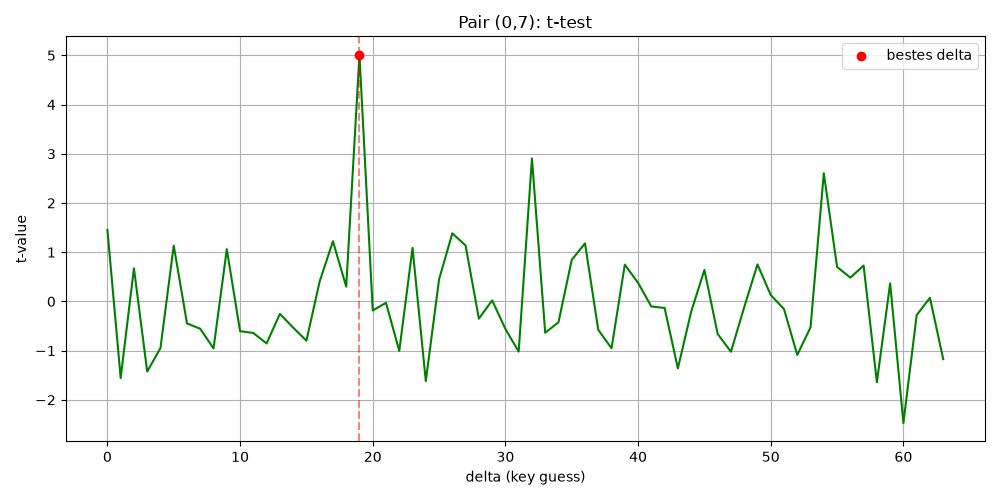 Pair (0,7): t-test
bestes delta
t-value
5
4
3
2
1
0
−1
−2
0 10 20 30 40 50 60
delta (key guess)